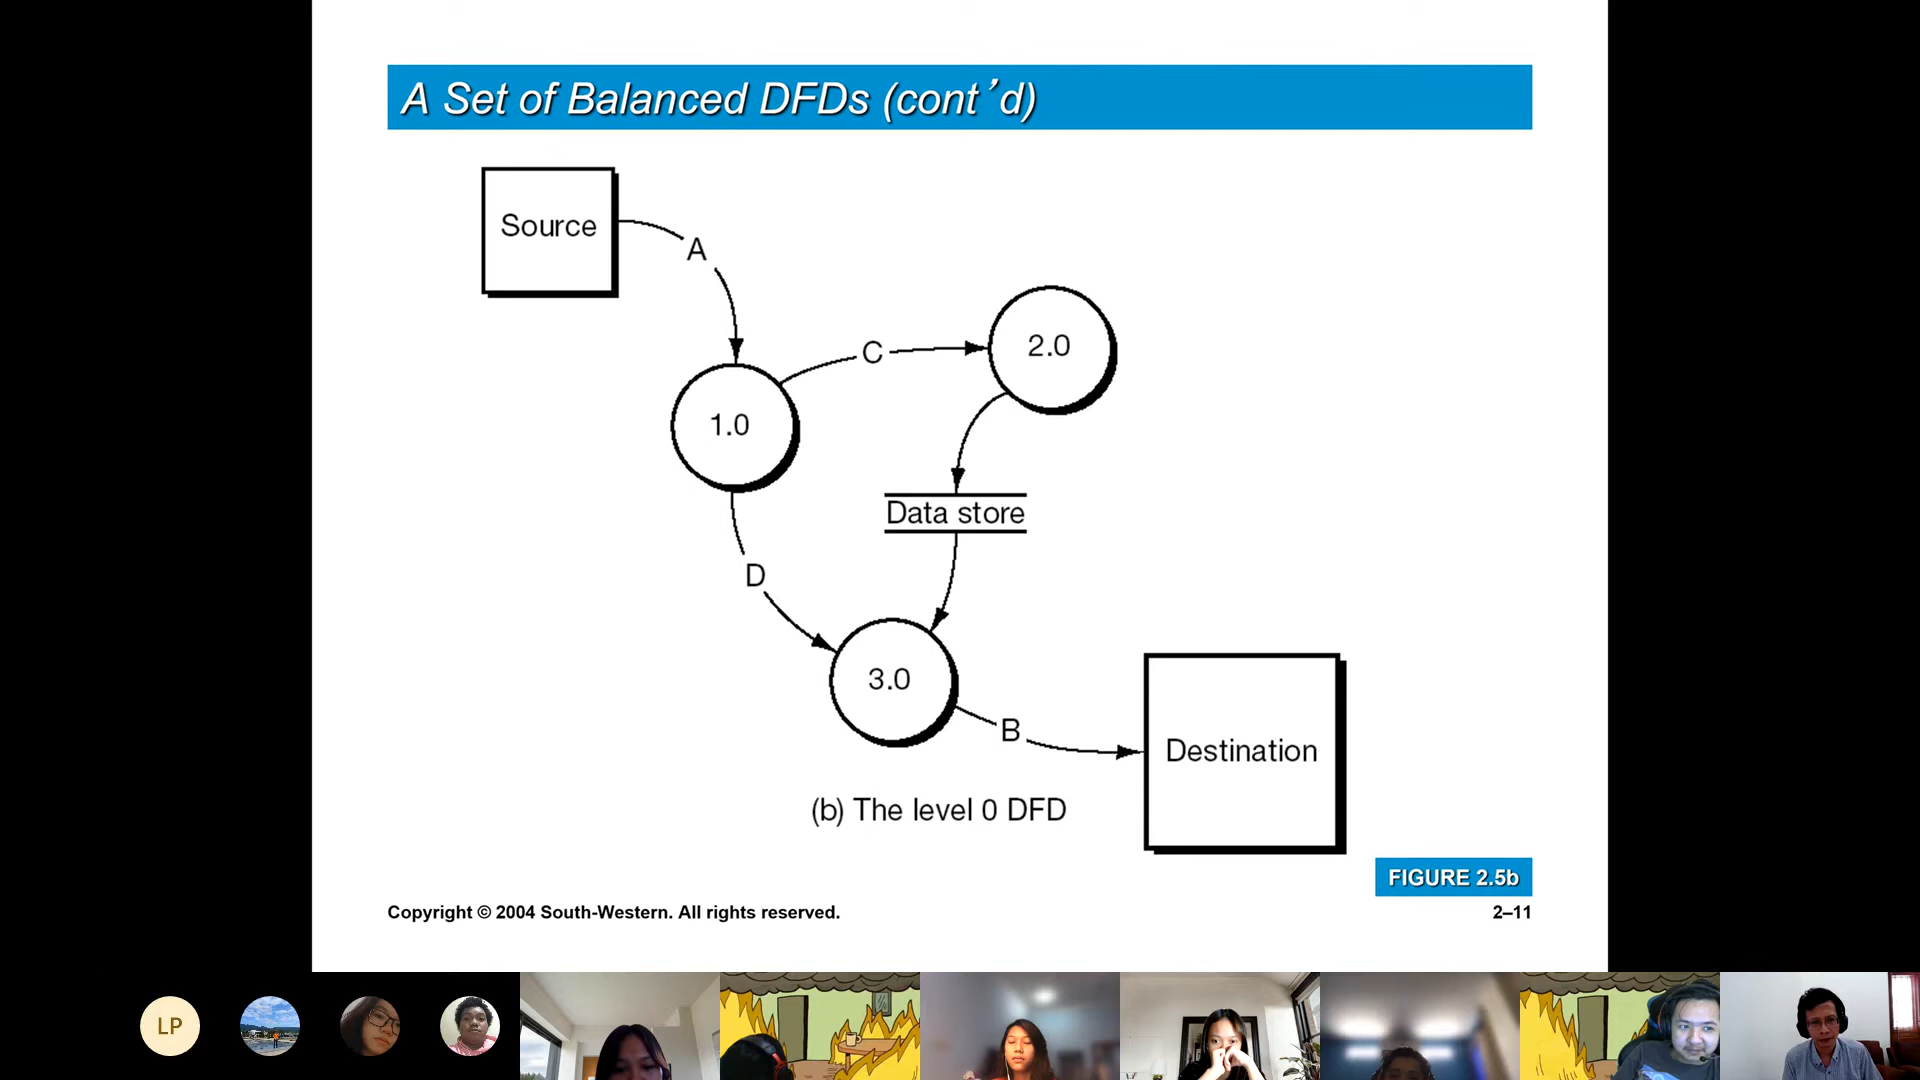 A Set of Balanced DFDs (cont’d)
Source
A
C
2.0
1.0
Data store
D
3.0
B
Destination
(b) The level 0 DFD
FIGURE 2.5b
Copyright © 2004 South-Western. All rights reserved.
2–11
LP